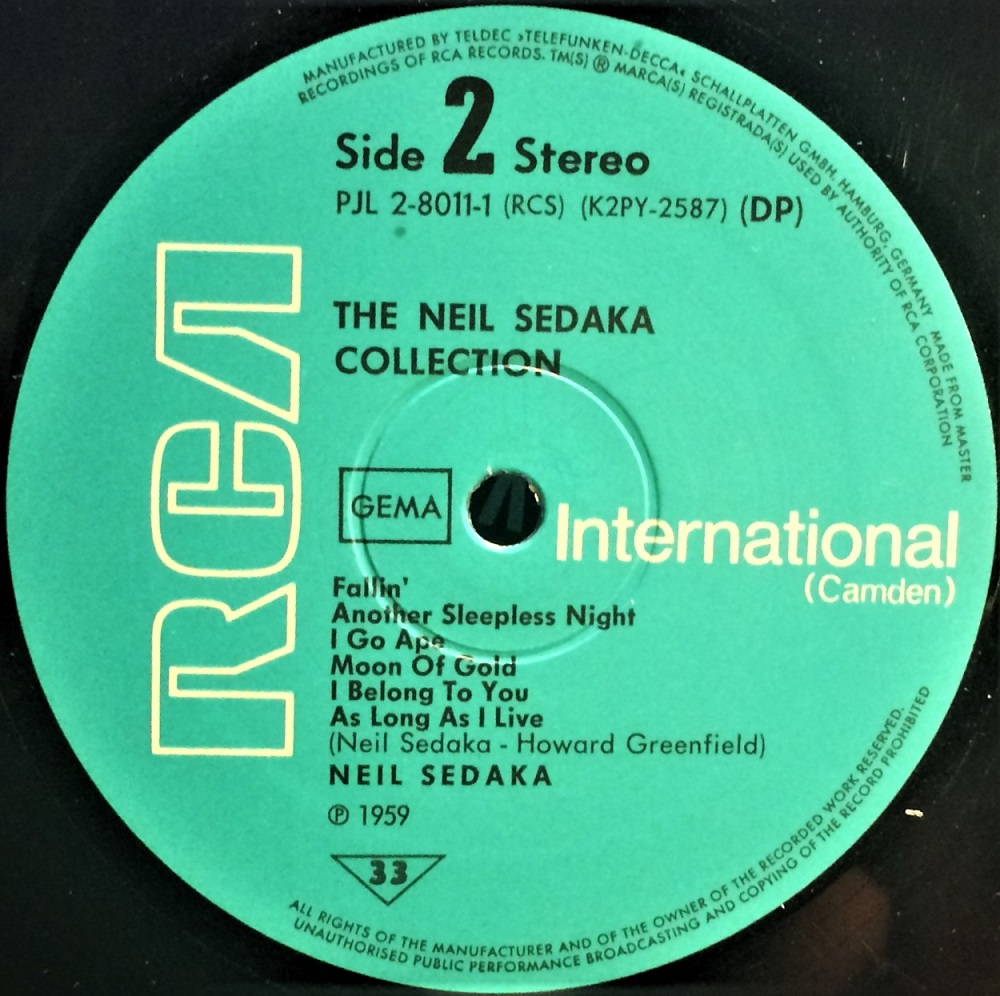 MANUFACTURED BY TELDEC »TELEFUNKEN-DECCA« SCHALLPLATTEN GMBH, HAMBURG, GERMANY MADE FROM MASTER
RECORDINGS OF RCA RECORDS. TM(S) ® MARCA(S) REGISTRADA(S) USED BY AUTHORITY OF RCA CORPORATION
Side 2 Stereo
PJL 2-8011-1 (RCS) (K2PY-2587) (DP)
RCA
THE NEIL SEDAKA
COLLECTION
GEMA
International
(Camden)
Fallin'
Another Sleepless Night
I Go Ape
Moon Of Gold
I Belong To You
As Long As I Live
(Neil Sedaka - Howard Greenfield)
NEIL SEDAKA
℗ 1959
33
ALL RIGHTS OF THE MANUFACTURER AND OF THE OWNER OF THE RECORDED WORK RESERVED.
UNAUTHORISED PUBLIC PERFORMANCE BROADCASTING AND COPYING OF THE RECORD PROHIBITED